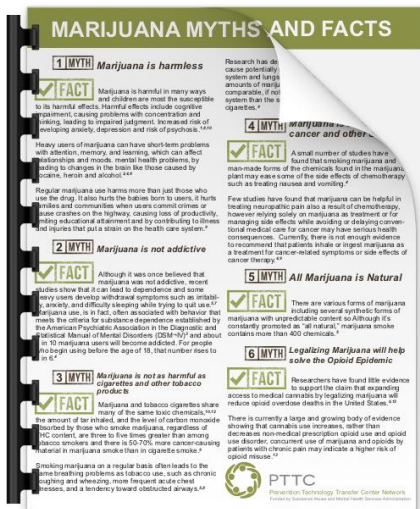 MARIJUANA MYTHS AND FACTS
1 MYTH Marijuana is harmless
FACT Marijuana is harmful in many ways
and children are most the susceptible
to its harmful effects. Harmful effects include cognitive
impairment, causing problems with concentration and
thinking, leading to impaired judgment. Increased risk of
developing anxiety, depression and risk of psychosis.
Heavy users of marijuana can have short-term problems
with attention, memory, and learning, which can affect
relationships and moods. mental health problems, by
leading to changes in the brain like those caused by
cocaine, heroin and alcohol.
Regular marijuana use harms more than just those who
use the drug. It also hurts the babies born to users, it hurts
families and communities when users commit crimes or
cause crashes on the highway, causing loss of productivity,
limiting educational attainment and by contributing to illness
and injuries that put a strain on the health care system.
2 MYTH Marijuana is not addictive
FACT Although it was once believed that
marijuana was not addictive, recent
studies show that it can lead to dependence and some
heavy users develop withdrawal symptoms such as irritabil-
ity, anxiety, and difficulty sleeping while trying to quit use.
Marijuana use, is in fact, often associated with behavior that
meets the criteria for substance dependence established by
the American Psychiatric Association in the Diagnostic and
Statistical Manual of Mental Disorders (DSM-IV) and about
1 in 10 marijuana users will become addicted. For people
who begin using before the age of 18, that number rises to
1 in 6.
3 MYTH Marijuana is not as harmful as
cigarettes and other tobacco
products
FACT Marijuana and tobacco cigarettes share
many of the same toxic chemicals,
the amount of tar inhaled, and the level of carbon monoxide
absorbed by those who smoke marijuana, regardless of
THC content, are three to five times greater than among
tobacco smokers and there is 50-70% more cancer-causing
material in marijuana smoke than in cigarette smoke.
Smoking marijuana on a regular basis often leads to the
same breathing problems as tobacco use, such as chronic
coughing and wheezing, more frequent acute chest
illnesses, and a tendency toward obstructed airways.
Research has de
cause potentially
system and lungs
amounts of mariju
comparable, if not
system than the s
cigarettes.
4 MYTH Marijuana is
cancer and other
FACT A small number of studies have
found that smoking marijuana and
man-made forms of the chemicals found in the marijuana
plant may ease some of the side effects of chemotherapy
such as treating nausea and vomiting.
Few studies have found that marijuana can be helpful in
treating neuropathic pain also a result of chemotherapy,
however relying solely on marijuana as treatment or for
managing side effects while avoiding or delaying conven-
tional medical care for cancer may have serious health
consequences. Currently, there is not enough evidence
to recommend that patients inhale or ingest marijuana as
a treatment for cancer-related symptoms or side effects of
cancer therapy.
5 MYTH All Marijuana is Natural
FACT There are various forms of marijuana
including several synthetic forms of
marijuana with unpredictable content so Although it's
constantly promoted as "all natural," marijuana smoke
contains more than 400 chemicals.
6 MYTH Legalizing Marijuana will help
solve the Opioid Epidemic
FACT Researchers have found little evidence
to support the claim that expanding
access to medical cannabis by legalizing marijuana will
reduce opioid overdose deaths in the United States.
There is currently a large and growing body of evidence
showing that cannabis use increases, rather than
decreases non-medical prescription opioid use and opioid
use disorder, concurrent use of marijuana and opioids by
patients with chronic pain may indicate a higher risk of
opioid misuse.
PTTC
Prevention Technology Transfer Center Network
Funded by Substance Abuse and Mental Health Services Administration